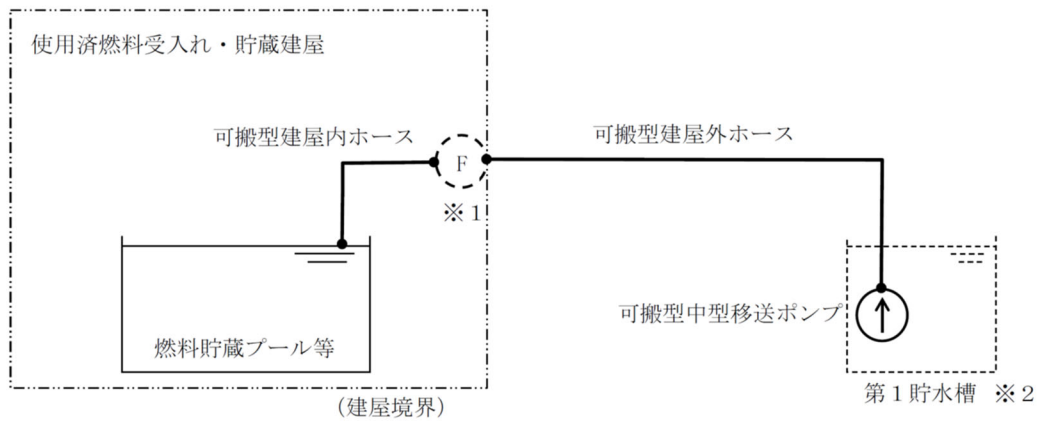 使用済燃料受入れ・貯蔵建屋
可搬型建屋内ホース
可搬型建屋外ホース
F
※1
可搬型中型移送ポンプ
燃料貯蔵プール等
第1貯水槽 ※2
(建屋境界)